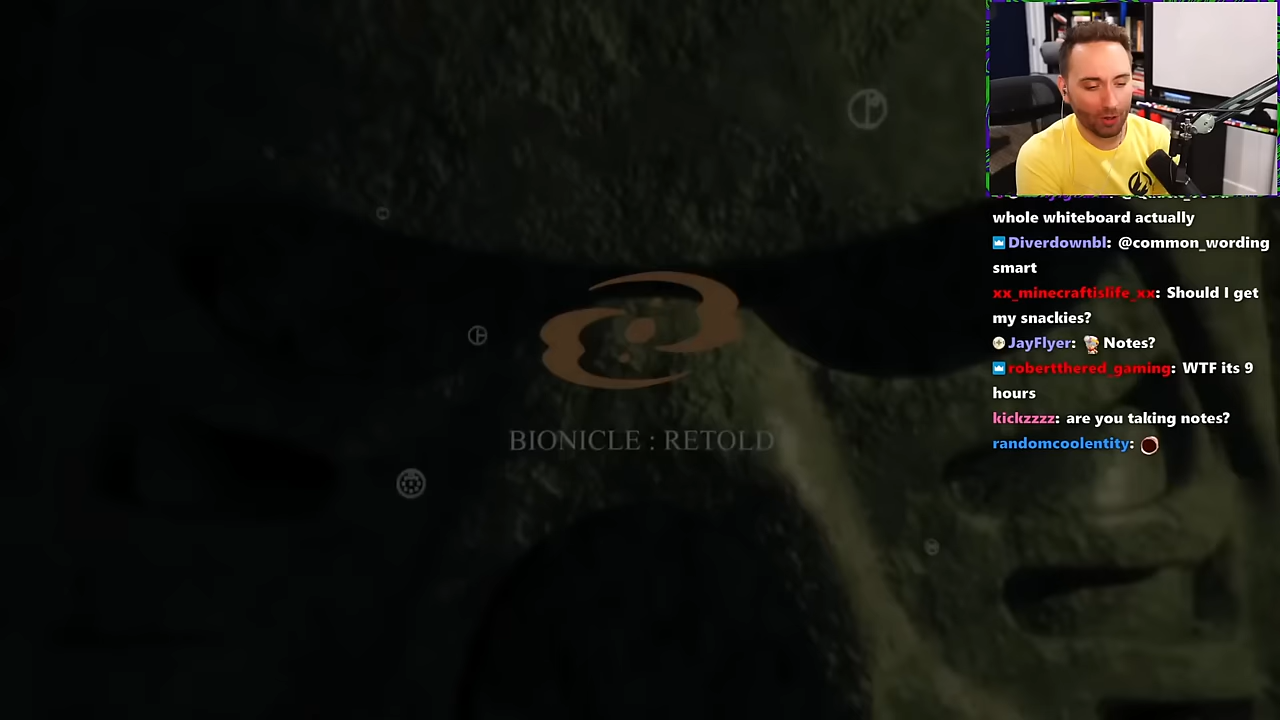 BIONICLE : RETOLD
whole whiteboard actually
Diverdownbl: @common_wording
smart
xx_minecraftislife_xx: Should I get
my snackies?
JayFlyer: Notes?
robertthered_gaming: WTF its 9
hours
kickzzzz: are you taking notes?
randomcoolentity: